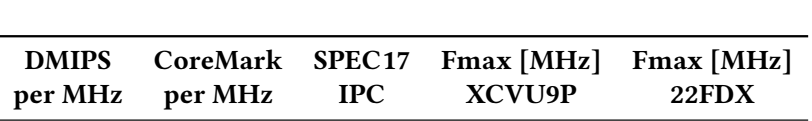 DMIPS CoreMark SPEC17 Fmax [MHz] Fmax [MHz]
per MHz per MHz IPC XCVU9P 22FDX